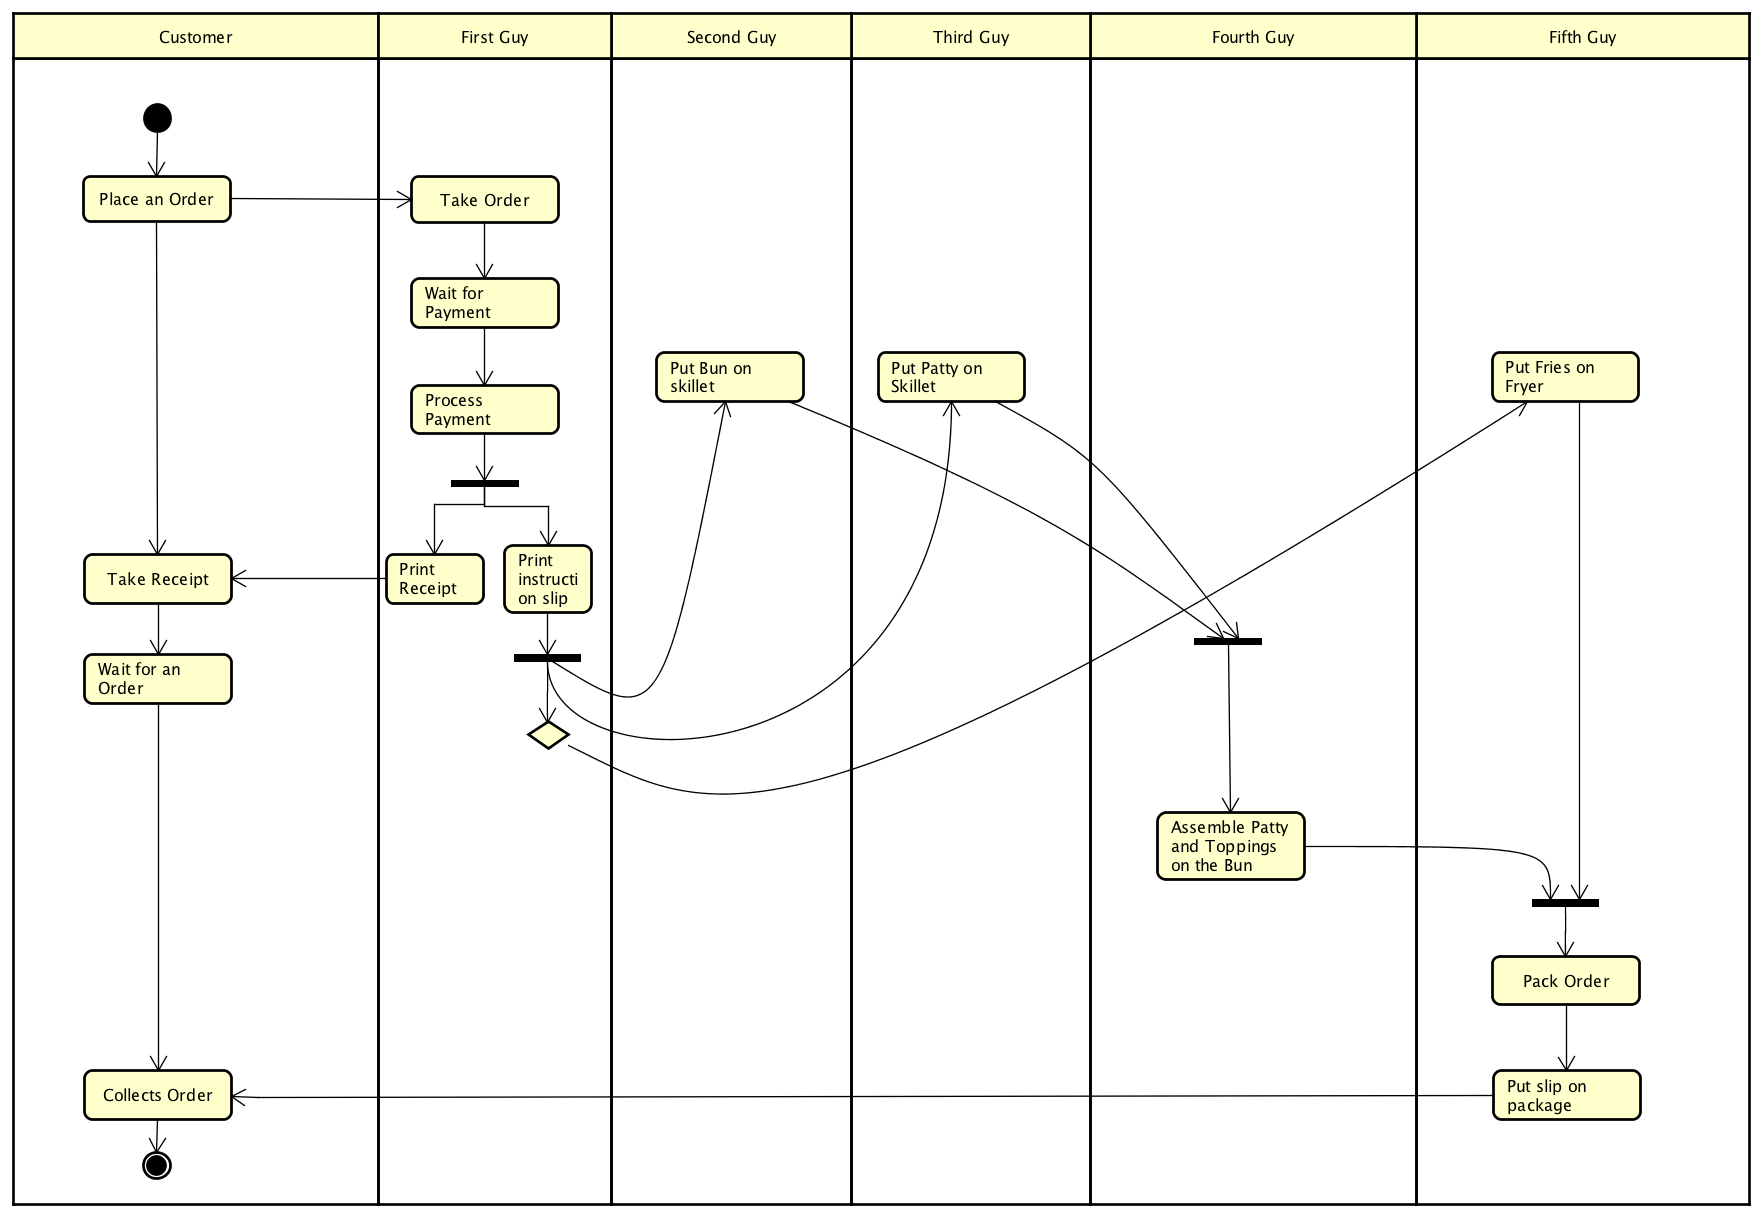 Customer
First Guy
Second Guy
Third Guy
Fourth Guy
Fifth Guy
Place an Order
Take Order
Wait for
Payment
Process
Payment
Put Bun on
skillet
Put Patty on
Skillet
Put Fries on
Fryer
Take Receipt
Print
Receipt
Print
instructi
on slip
Wait for an
Order
Assemble Patty
and Toppings
on the Bun
Pack Order
Collects Order
Put slip on
package